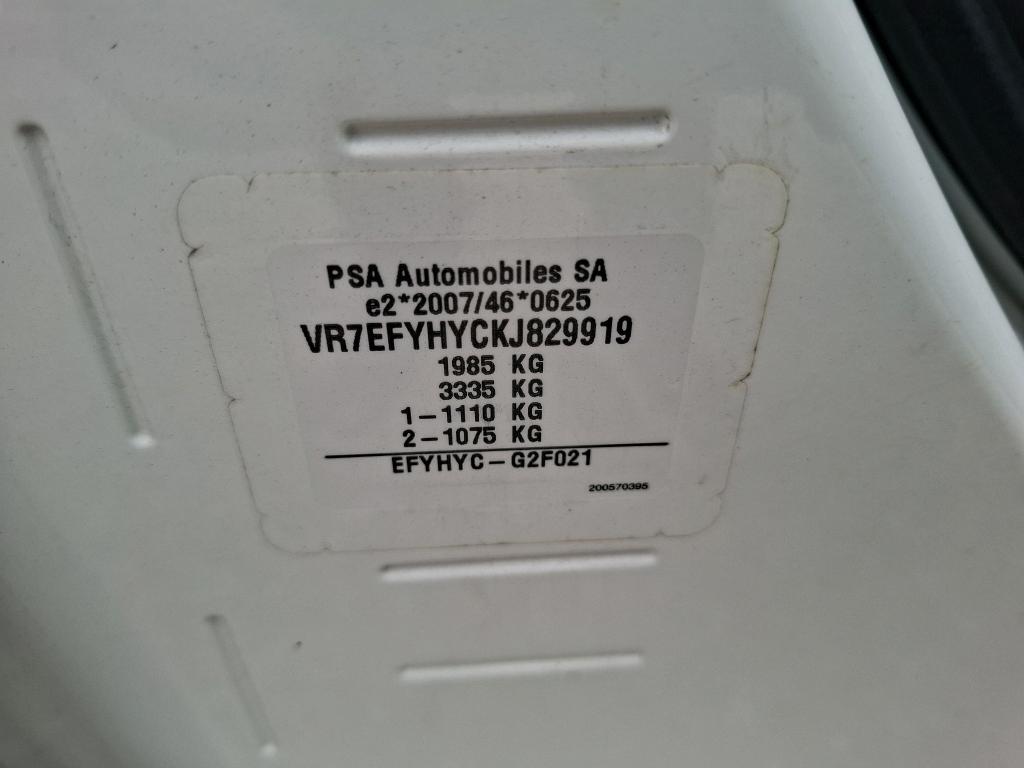 PSA Automobiles SA
e2*2007/46*0625
VR7EFYHYCKJ829919
1985 KG
3335 KG
1-1110 KG
2-1075 KG
EFYHYC-G2F021
200570395